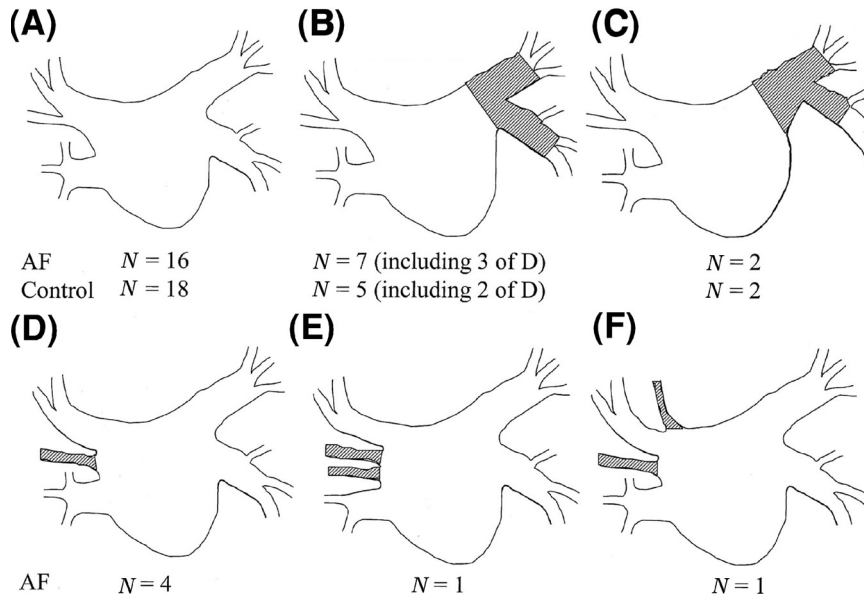 (A) (B) (C)
AF N = 16 N = 7 (including 3 of D) N = 2
Control N = 18 N = 5 (including 2 of D) N = 2
(D) (E) (F)
AF N = 4 N = 1 N = 1